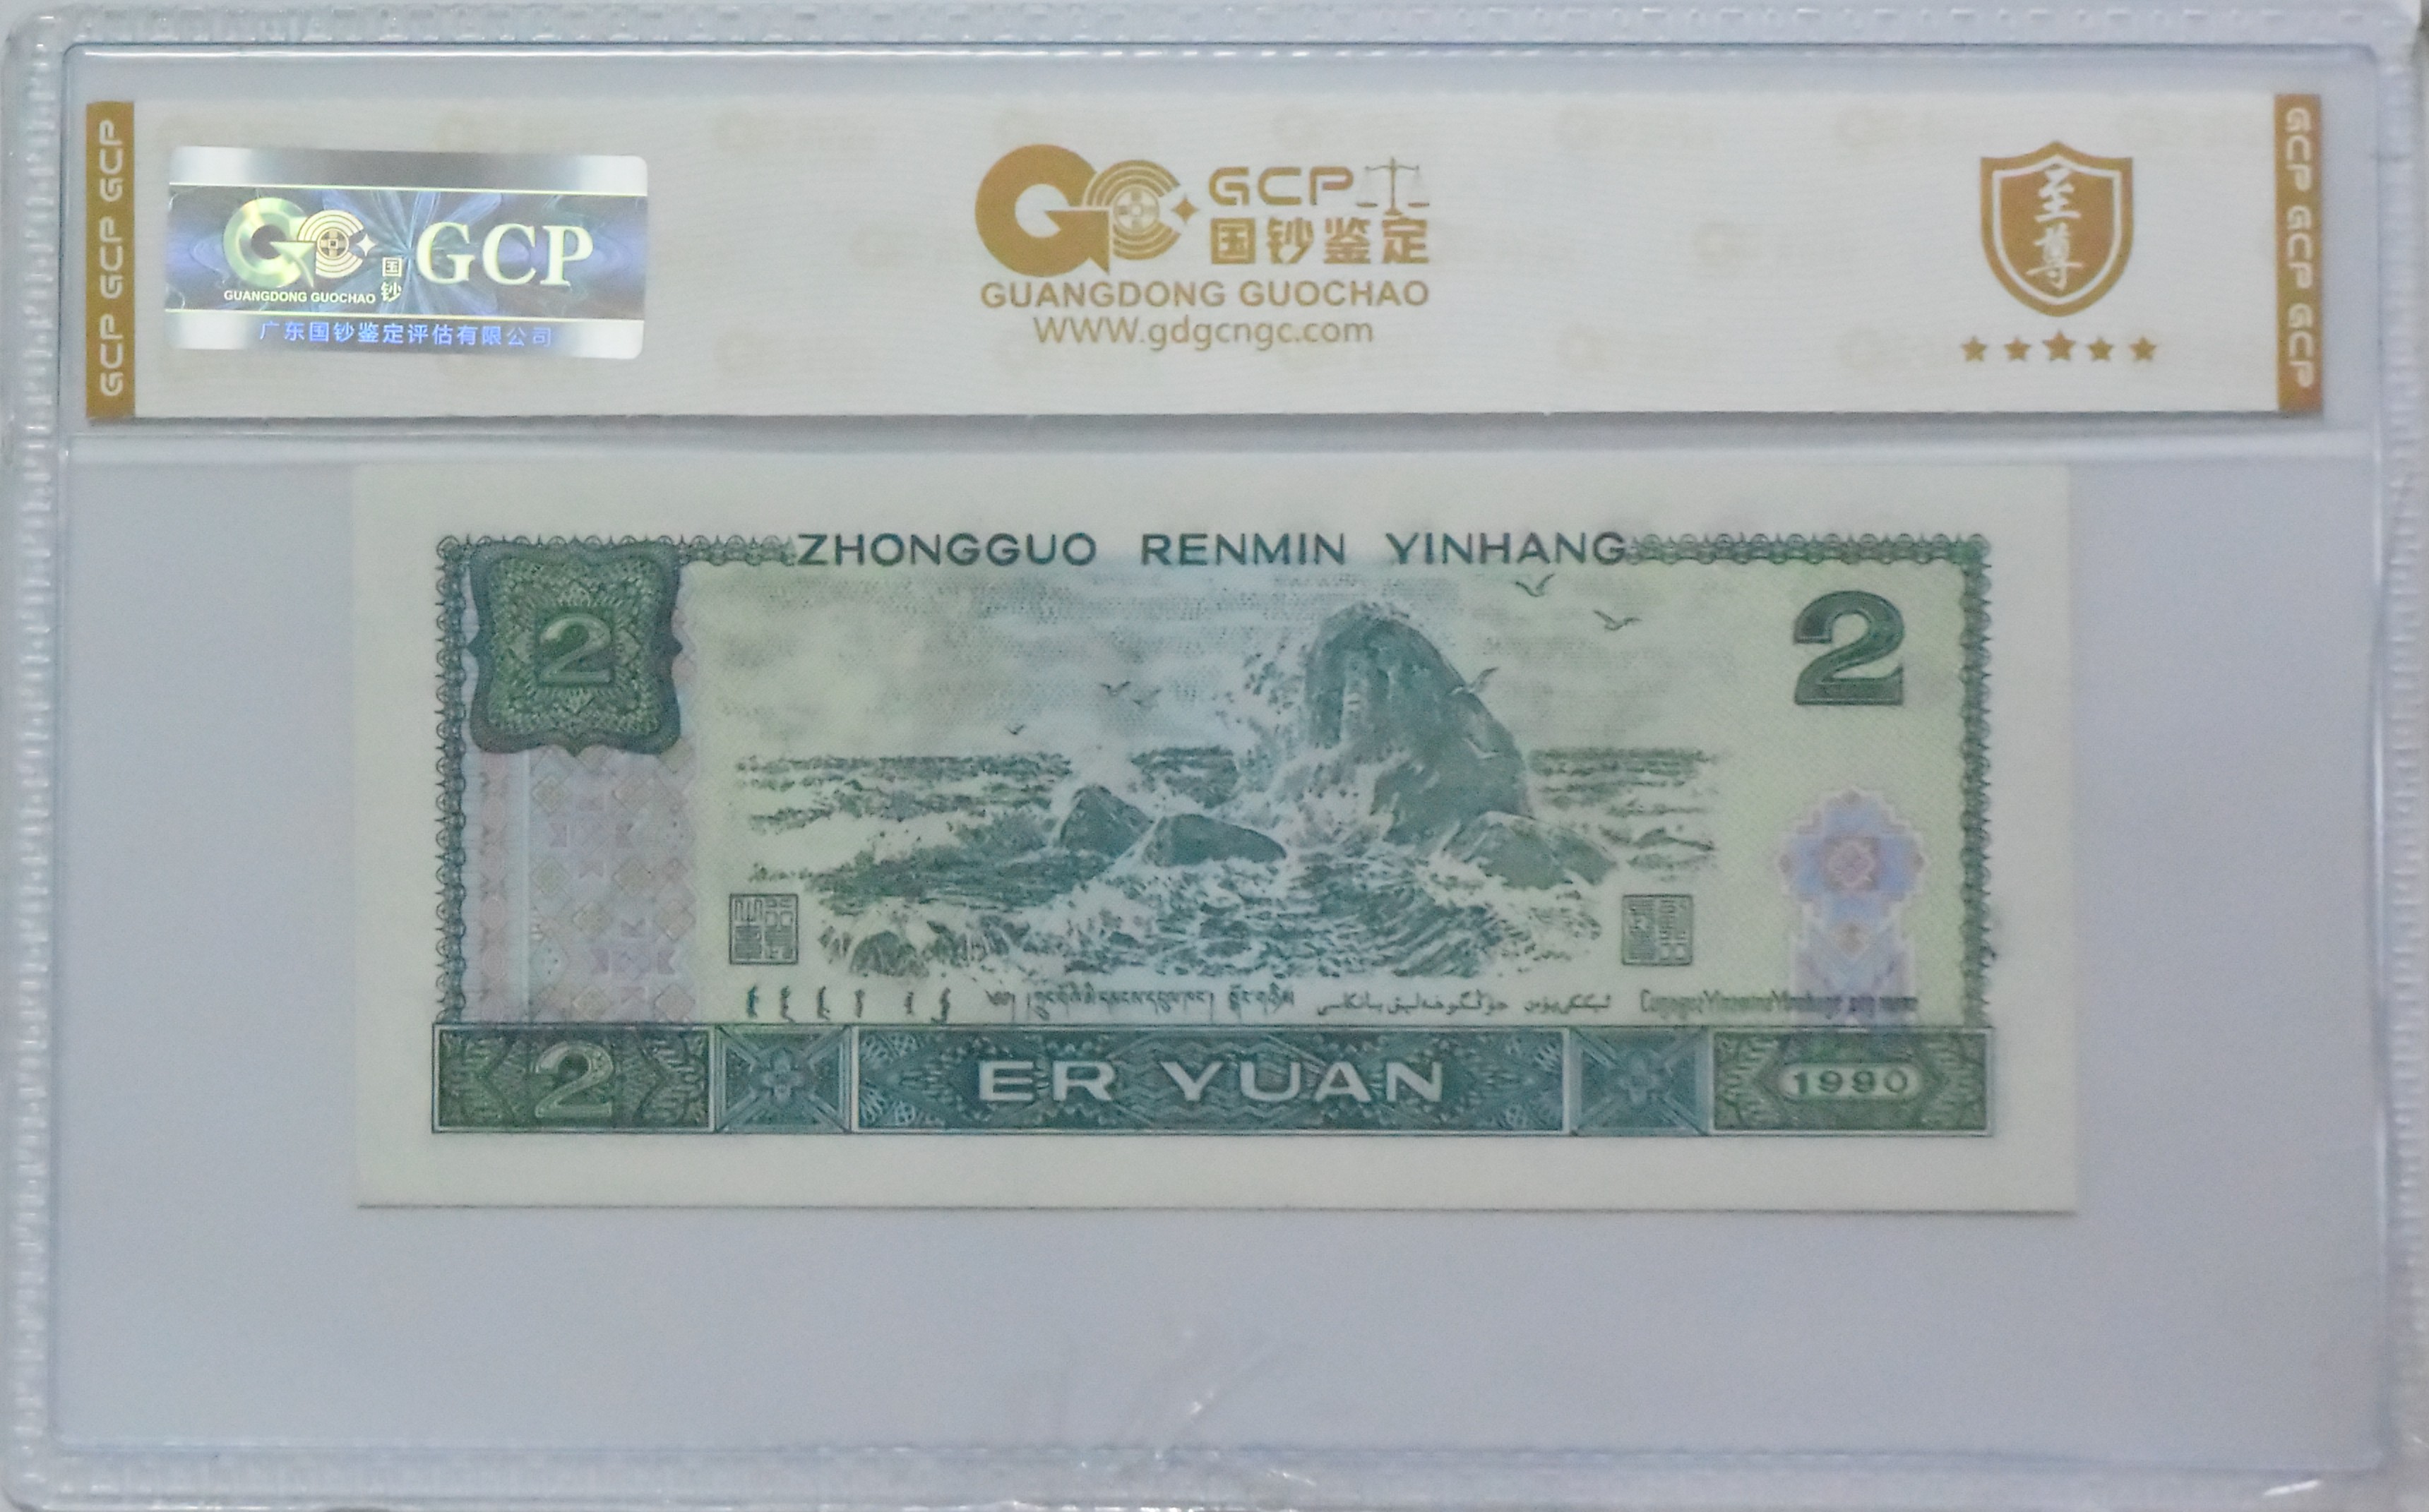 GCP GCP GCP
国钞 GCP
GUANGDONG GUOCHAO
广东国钞鉴定评估有限公司
GCP
国钞鉴定
GUANGDONG GUOCHAO
WWW.gdgcngc.com
至尊
GCP GCP GCP
ZHONGGUO RENMIN YINHANG
2
2
2
ER YUAN
1990